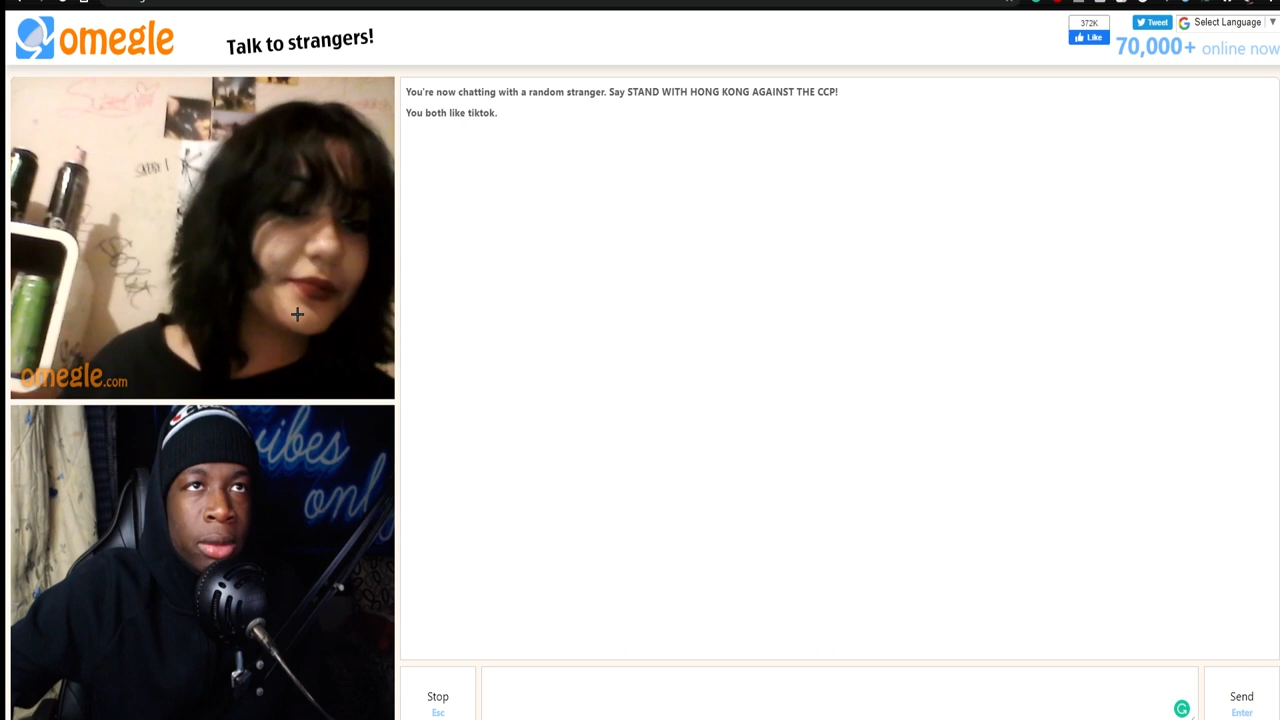 omegle
Talk to strangers!
372K
Like
Tweet
Select Language
70,000+ online now
You're now chatting with a random stranger. Say STAND WITH HONG KONG AGAINST THE CCP!
You both like tiktok.
omegle.com
vibes
only
Stop
Esc
Send
Enter